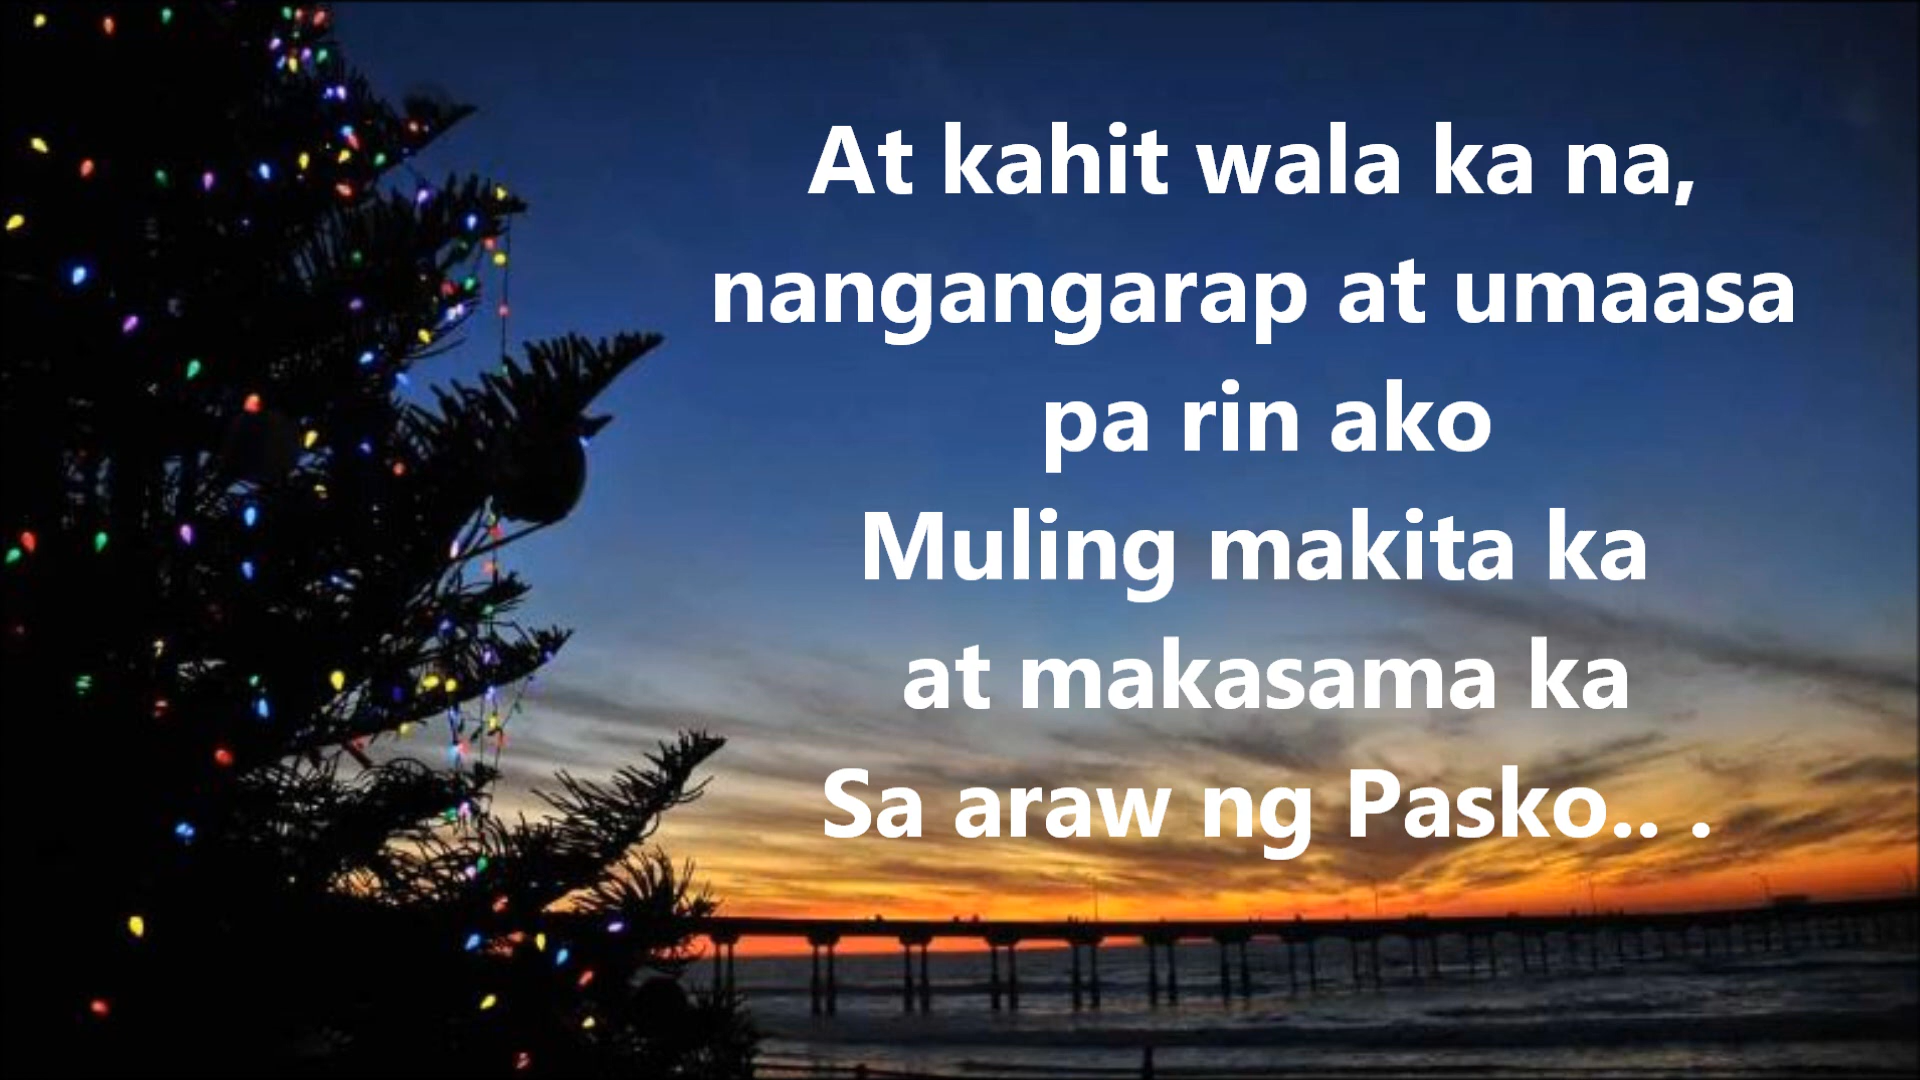 At kahit wala ka na,
nangangarap at umaasa
pa rin ako
Muling makita ka
at makasama ka
Sa araw ng Pasko.. .